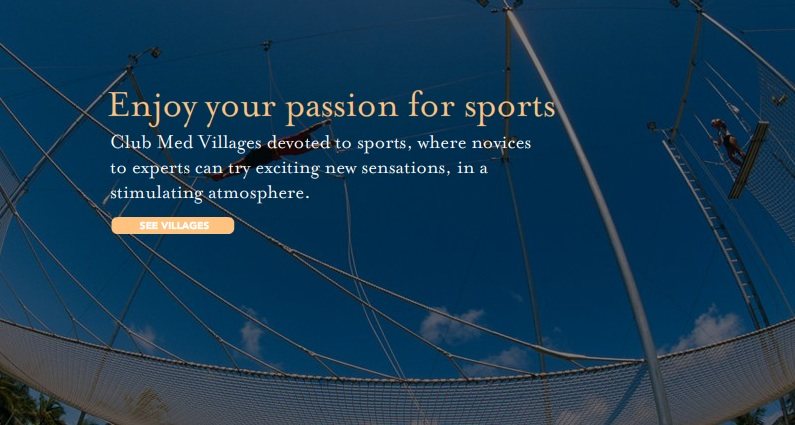 Enjoy your passion for sports
Club Med Villages devoted to sports, where novices
to experts can try exciting new sensations, in a
stimulating atmosphere.
SEE VILLAGES